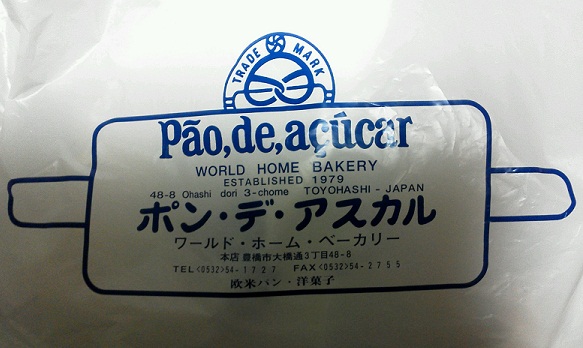 TRADE MARK
Pão,de,açúcar
WORLD HOME BAKERY
ESTABLISHED 1979
48-8 Ohashi dori 3-chome TOYOHASHI - JAPAN
ポン・デ・アスカル
ワールド・ホーム・ベーカリー
本店 豊橋市大橋通3丁目48-8
TEL<0532>54-1727 FAX<0532>54-2755
欧米パン・洋菓子